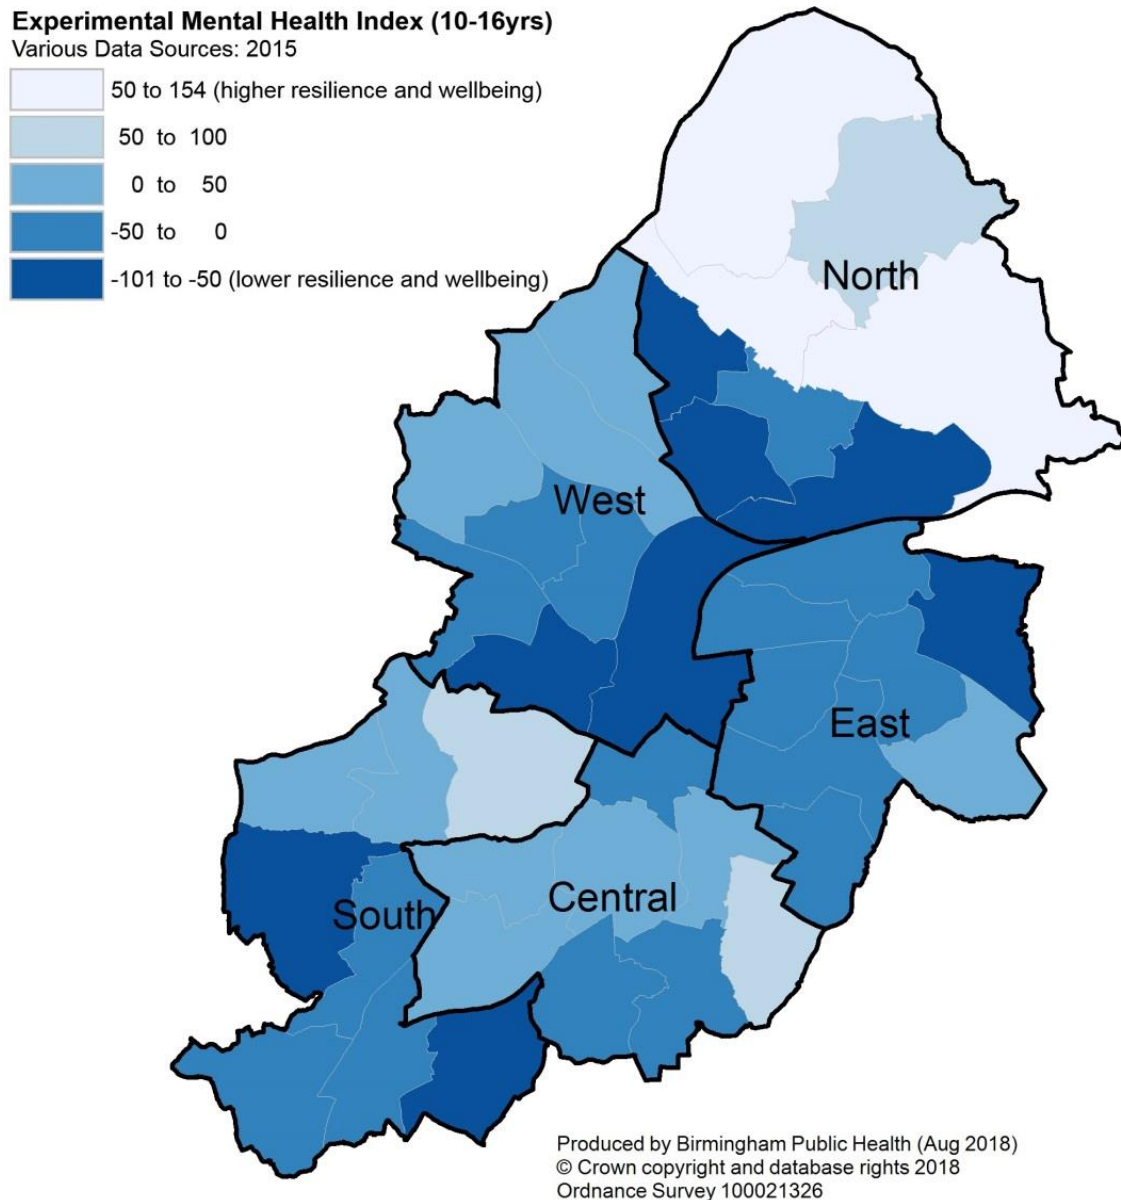 Experimental Mental Health Index (10-16yrs)
Various Data Sources: 2015
50 to 154 (higher resilience and wellbeing)
50 to 100
0 to 50
-50 to 0
-101 to -50 (lower resilience and wellbeing)
North
West
East
Central
South
Produced by Birmingham Public Health (Aug 2018)
© Crown copyright and database rights 2018
Ordnance Survey 100021326